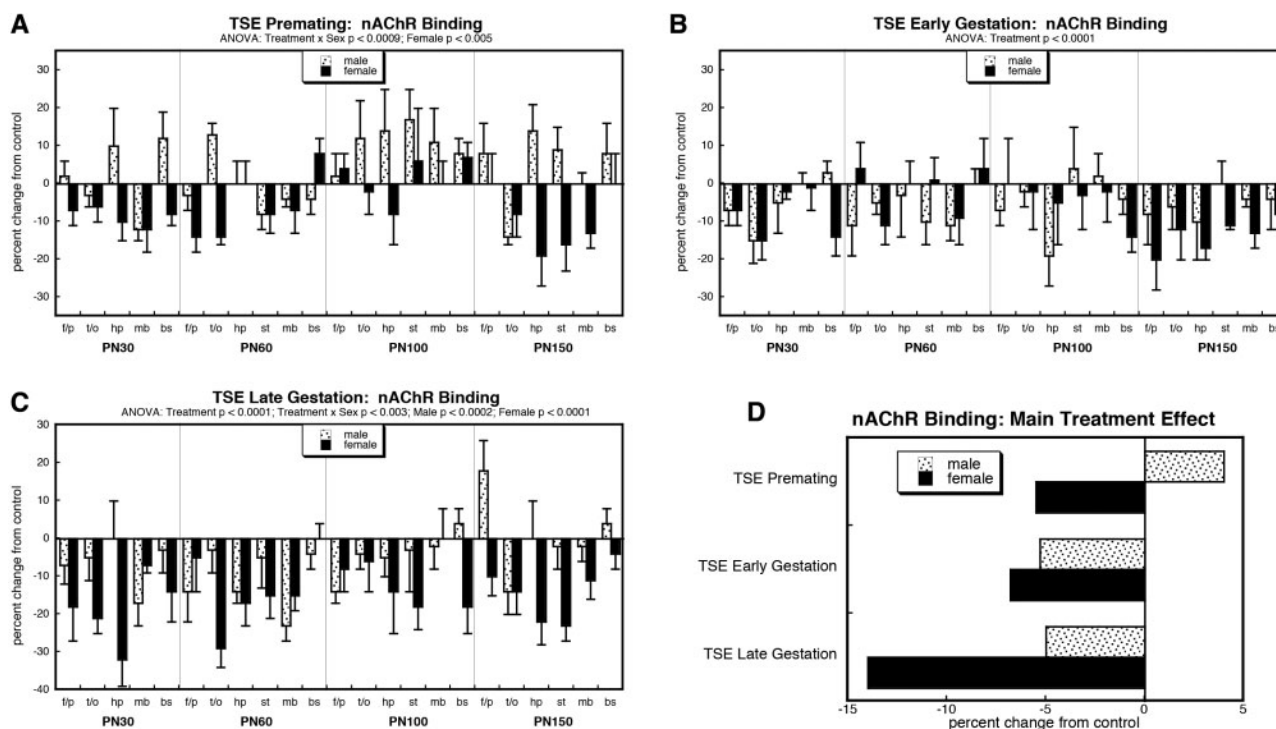 A
TSE Premating: nAChR Binding
ANOVA: Treatment x Sex p < 0.0009; Female p < 0.005
male
female
percent change from control
30
20
10
0
-10
-20
-30
f/p t/o hp mb bs f/p t/o hp st mb bs f/p t/o hp st mb bs f/p t/o hp st mb bs
PN30 PN60 PN100 PN150
B
TSE Early Gestation: nAChR Binding
ANOVA: Treatment p < 0.0001
male
female
percent change from control
30
20
10
0
-10
-20
-30
f/p t/o hp mb bs f/p t/o hp st mb bs f/p t/o hp st mb bs f/p t/o hp st mb bs
PN30 PN60 PN100 PN150
C
TSE Late Gestation: nAChR Binding
ANOVA: Treatment p < 0.0001; Treatment x Sex p < 0.003; Male p < 0.0002; Female p < 0.0001
male
female
percent change from control
30
20
10
0
-10
-20
-30
-40
f/p t/o hp mb bs f/p t/o hp st mb bs f/p t/o hp st mb bs f/p t/o hp st mb bs
PN30 PN60 PN100 PN150
D
nAChR Binding: Main Treatment Effect
male
female
TSE Premating
TSE Early Gestation
TSE Late Gestation
-15 -10 -5 0 5
percent change from control